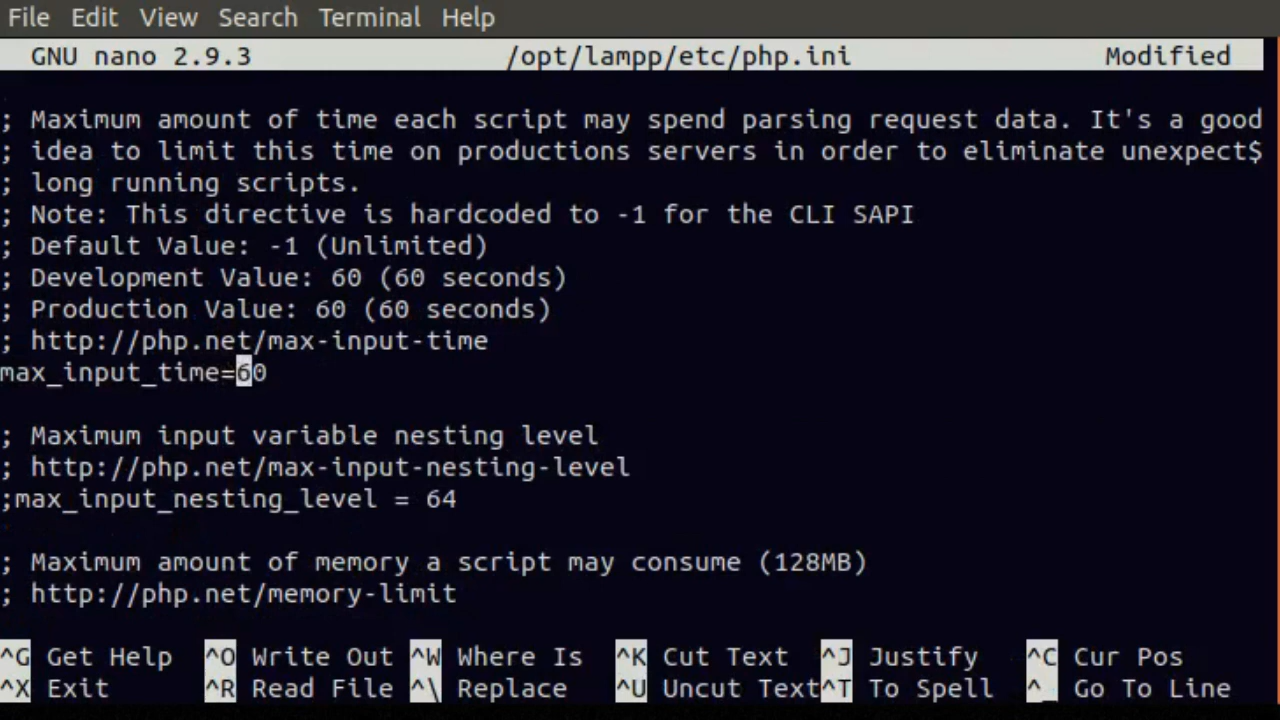 File Edit View Search Terminal Help
GNU nano 2.9.3 /opt/lampp/etc/php.ini Modified
; Maximum amount of time each script may spend parsing request data. It's a good
; idea to limit this time on productions servers in order to eliminate unexpect$
; long running scripts.
; Note: This directive is hardcoded to -1 for the CLI SAPI
; Default Value: -1 (Unlimited)
; Development Value: 60 (60 seconds)
; Production Value: 60 (60 seconds)
; http://php.net/max-input-time
max_input_time=60
; Maximum input variable nesting level
; http://php.net/max-input-nesting-level
;max_input_nesting_level = 64
; Maximum amount of memory a script may consume (128MB)
; http://php.net/memory-limit
^G Get Help ^O Write Out ^W Where Is ^K Cut Text ^J Justify ^C Cur Pos
^X Exit ^R Read File ^\ Replace ^U Uncut Text^T To Spell ^_ Go To Line